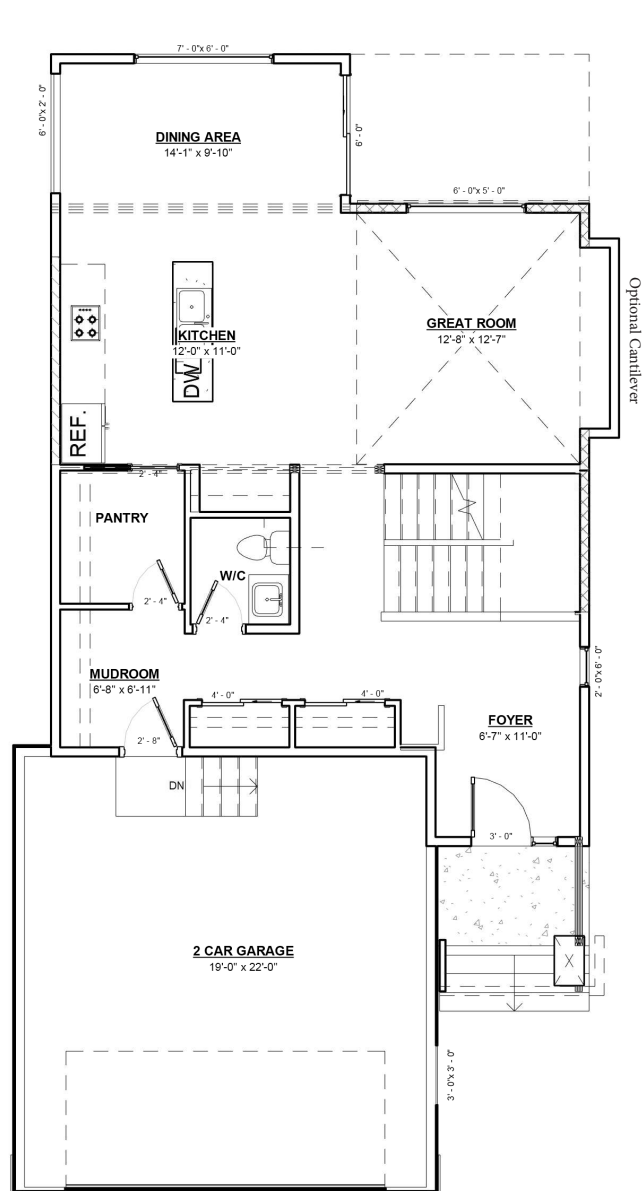 7' - 0"x 6' - 0"
6' - 0"x 2' - 0"
DINING AREA
14'-1" x 9'-10"
6' - 0"
6' - 0"x 5' - 0"
Optional Cantilever
KITCHEN
12'-0" x 11'-0"
GREAT ROOM
12'-8" x 12'-7"
DW
REF.
2' - 4"
PANTRY
W/C
2' - 4"
2' - 4"
MUDROOM
6'-8" x 6'-11"
4' - 0"
4' - 0"
2' - 0"x 6' - 0"
FOYER
6'-7" x 11'-0"
2' - 8"
DN
3' - 0"
2 CAR GARAGE
19'-0" x 22'-0"
3' - 0"x 3' - 0"